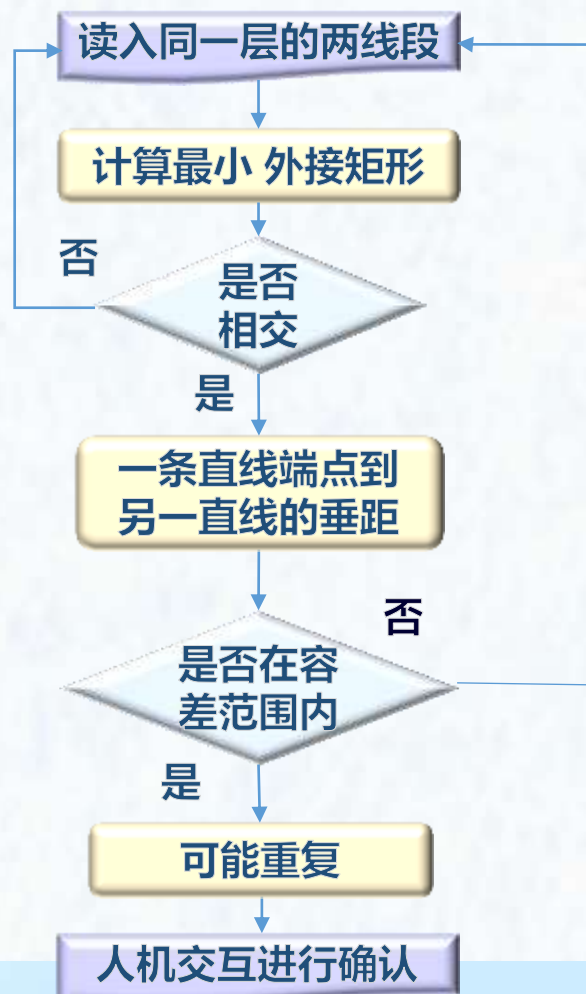 读入同一层的两线段
计算最小 外接矩形
否
是否
相交
是
一条直线端点到
另一直线的垂距
否
是否在容
差范围内
是
可能重复
人机交互进行确认